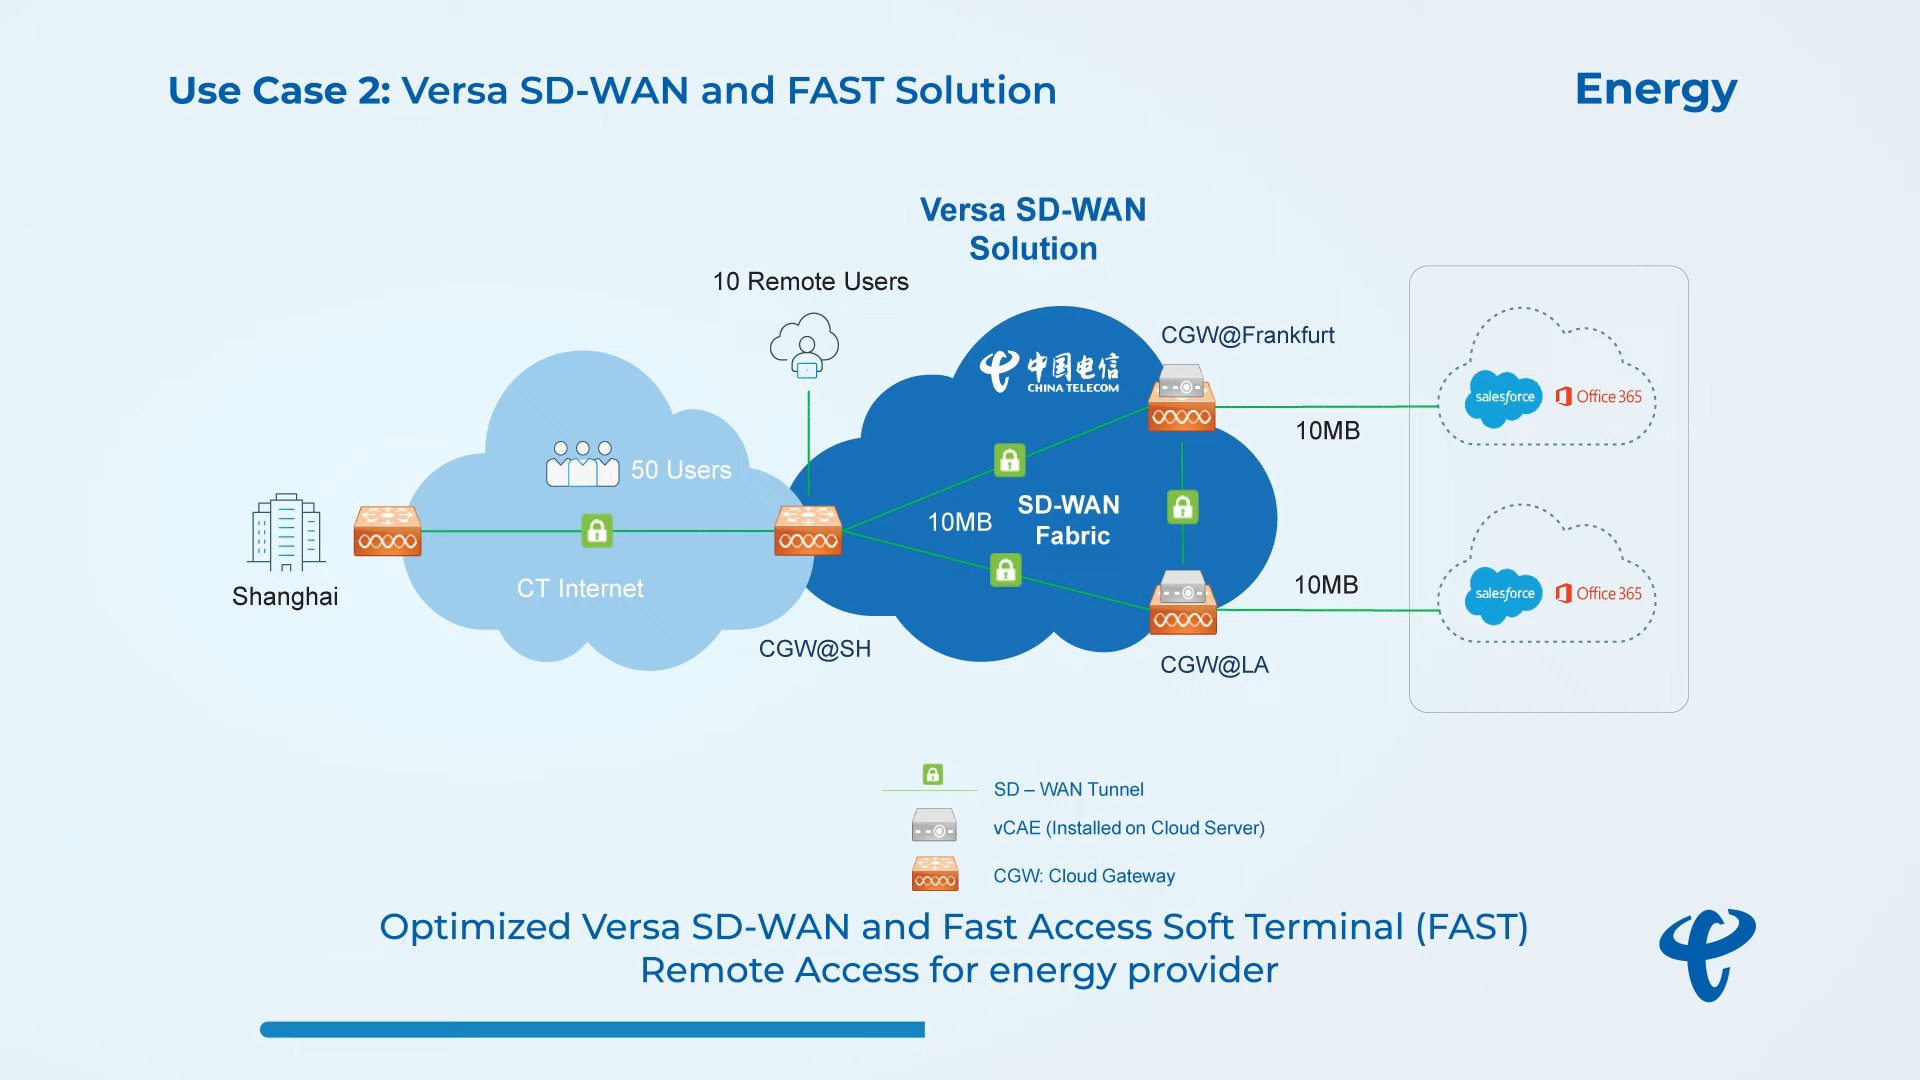 Use Case 2: Versa SD-WAN and FAST Solution
Energy
Versa SD-WAN
Solution
10 Remote Users
CGW@Frankfurt
中国电信
CHINA TELECOM
salesforce
Office 365
10MB
50 Users
SD-WAN
Fabric
10MB
Shanghai
CT Internet
10MB
salesforce
Office 365
CGW@SH
CGW@LA
SD – WAN Tunnel
vCAE (Installed on Cloud Server)
CGW: Cloud Gateway
Optimized Versa SD-WAN and Fast Access Soft Terminal (FAST)
Remote Access for energy provider